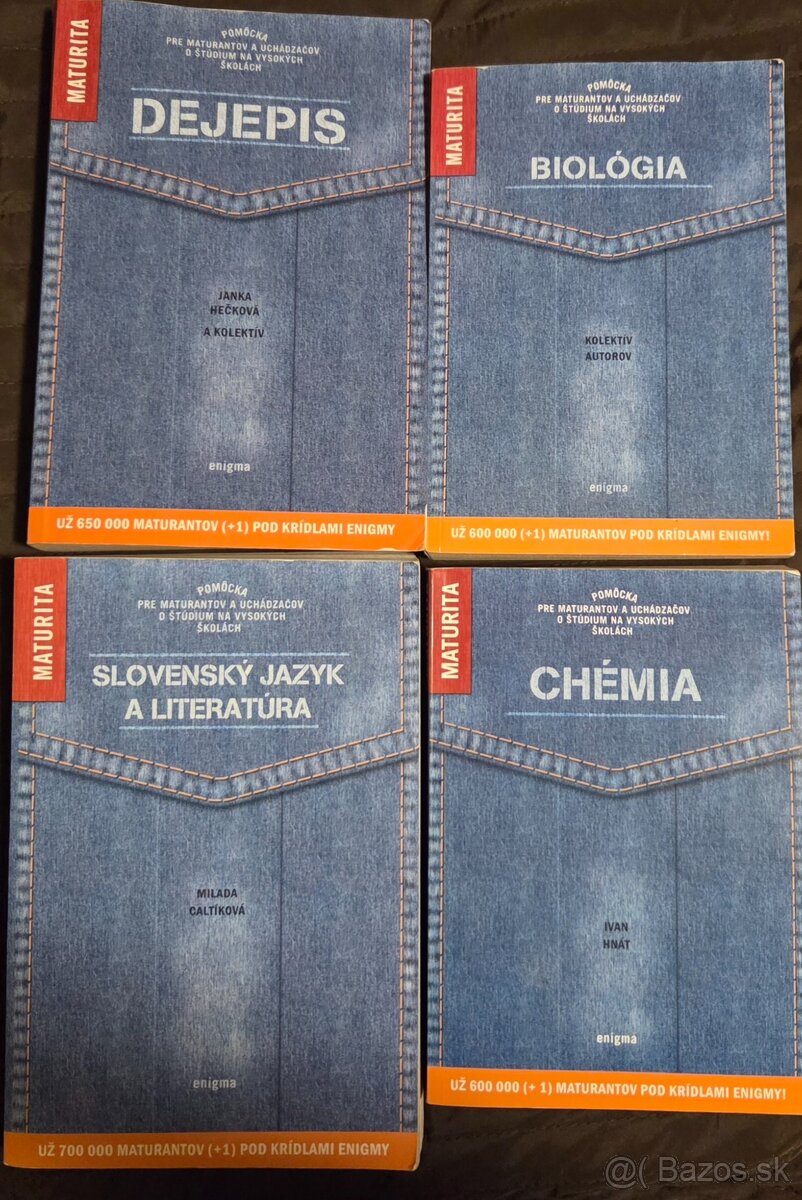 MATURITA
POMÔCKA
PRE MATURANTOV A UCHÁDZAČOV
O ŠTÚDIUM NA VYSOKÝCH
ŠKOLÁCH
DEJEPIS
JANKA
HEČKOVÁ
A KOLEKTÍV
enigma
UŽ 650 000 MATURANTOV (+1) POD KRÍDLAMI ENIGMY
MATURITA
POMÔCKA
PRE MATURANTOV A UCHÁDZAČOV
O ŠTÚDIUM NA VYSOKÝCH
ŠKOLÁCH
BIOLÓGIA
KOLEKTÍV
AUTOROV
enigma
UŽ 600 000 (+1) MATURANTOV POD KRÍDLAMI ENIGMY!
MATURITA
POMÔCKA
PRE MATURANTOV A UCHÁDZAČOV
O ŠTÚDIUM NA VYSOKÝCH
ŠKOLÁCH
SLOVENSKÝ JAZYK
A LITERATÚRA
MILADA
CALTÍKOVÁ
enigma
UŽ 700 000 MATURANTOV (+1) POD KRÍDLAMI ENIGMY
MATURITA
POMÔCKA
PRE MATURANTOV A UCHÁDZAČOV
O ŠTÚDIUM NA VYSOKÝCH
ŠKOLÁCH
CHÉMIA
IVAN
HNÁT
enigma
UŽ 600 000 (+ 1) MATURANTOV POD KRÍDLAMI ENIGMY!
@( Bazos.sk